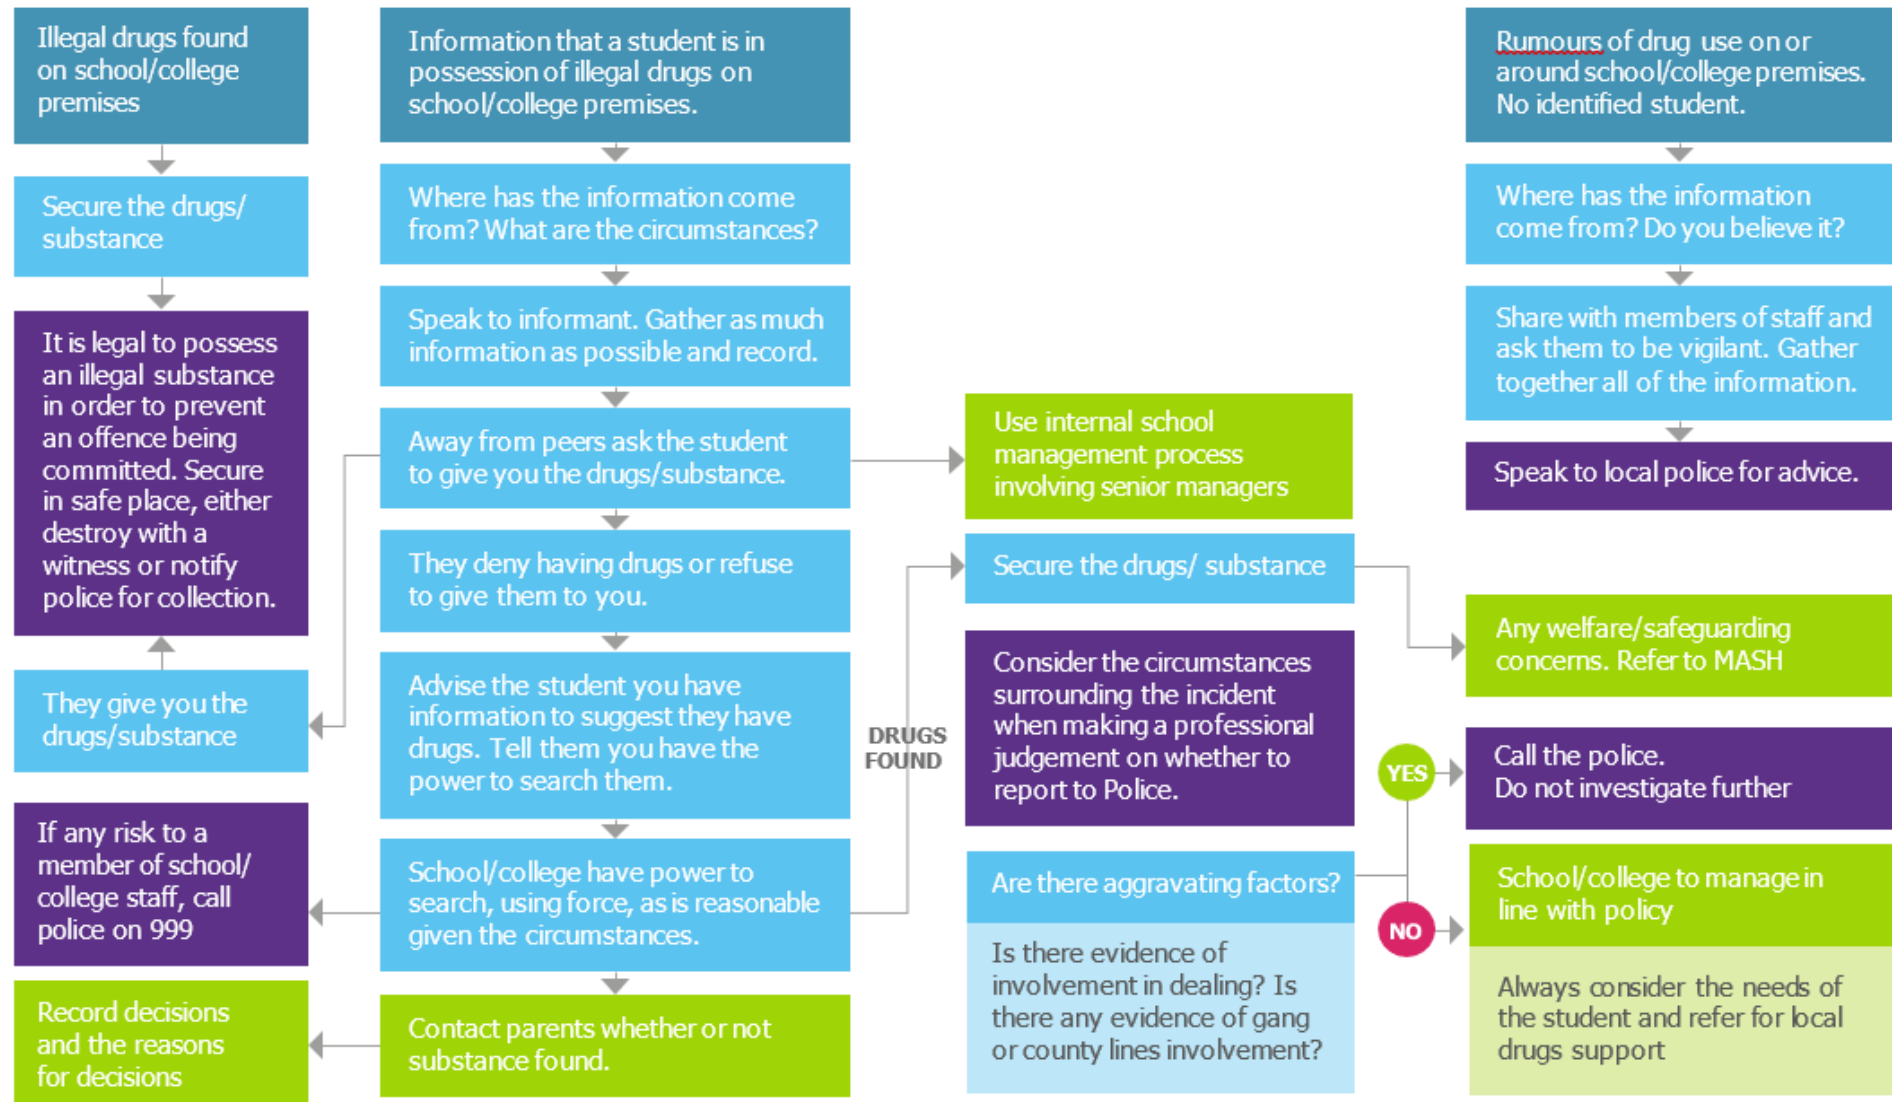 Illegal drugs found
on school/college
premises
Secure the drugs/
substance
It is legal to possess
an illegal substance
in order to prevent
an offence being
committed. Secure
in safe place, either
destroy with a
witness or notify
police for collection.
They give you the
drugs/substance
If any risk to a
member of school/
college staff, call
police on 999
Record decisions
and the reasons
for decisions
Information that a student is in
possession of illegal drugs on
school/college premises.
Where has the information come
from? What are the circumstances?
Speak to informant. Gather as much
information as possible and record.
Away from peers ask the student
to give you the drugs/substance.
They deny having drugs or refuse
to give them to you.
Advise the student you have
information to suggest they have
drugs. Tell them you have the
power to search them.
School/college have power to
search, using force, as is reasonable
given the circumstances.
Contact parents whether or not
substance found.
DRUGS
FOUND
Use internal school
management process
involving senior managers
Secure the drugs/ substance
Consider the circumstances
surrounding the incident
when making a professional
judgement on whether to
report to Police.
Are there aggravating factors?
Is there evidence of
involvement in dealing? Is
there any evidence of gang
or county lines involvement?
YES
NO
Rumours of drug use on or
around school/college premises.
No identified student.
Where has the information
come from? Do you believe it?
Share with members of staff and
ask them to be vigilant. Gather
together all of the information.
Speak to local police for advice.
Any welfare/safeguarding
concerns. Refer to MASH
Call the police.
Do not investigate further
School/college to manage in
line with policy
Always consider the needs of
the student and refer for local
drugs support